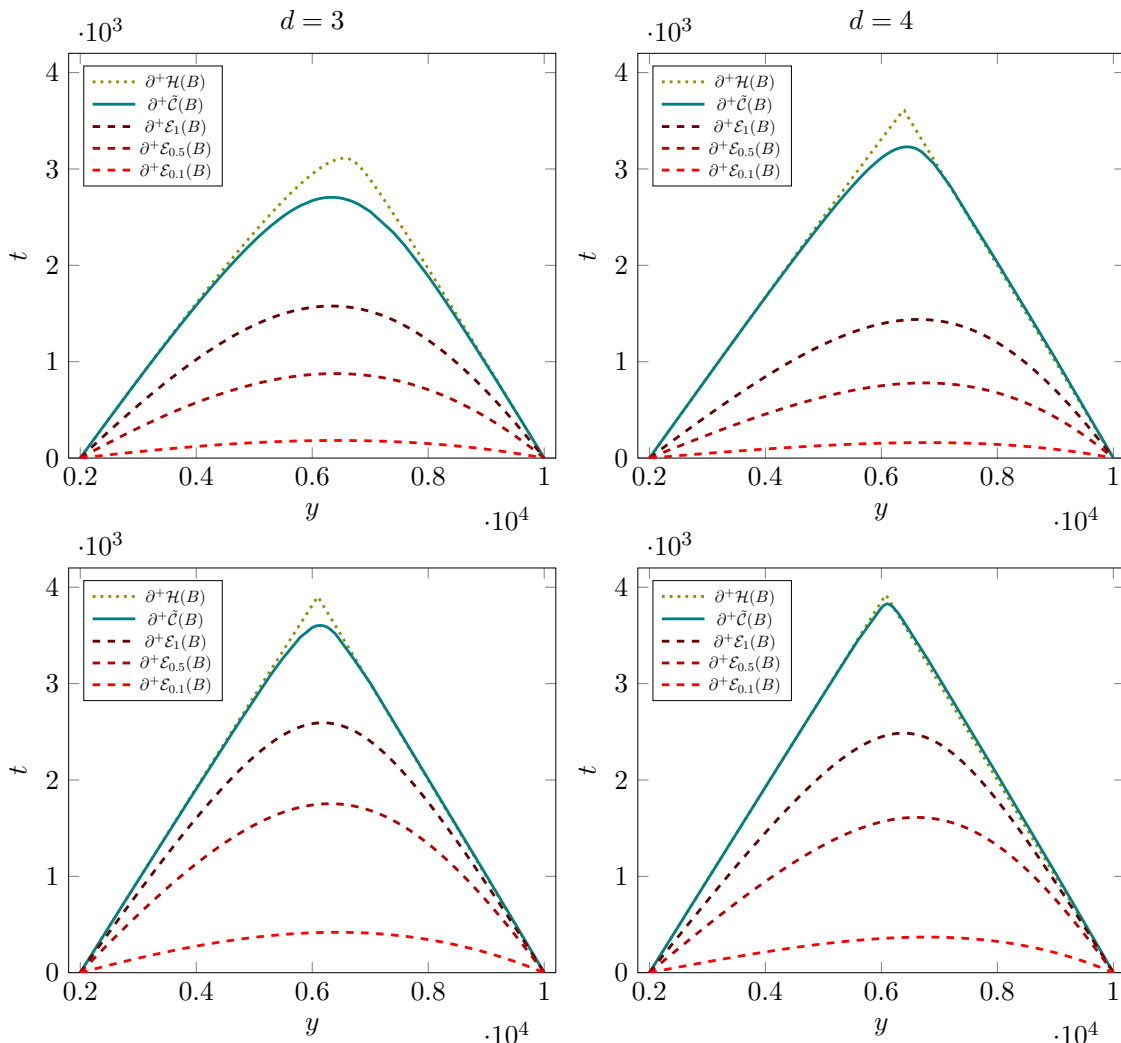 d = 3
d = 4
·10³
4
3
2
1
0
t
∂⁺ℋ(B)
∂⁺𝒞̃(B)
∂⁺ℰ₁(B)
∂⁺ℰ₀.₅(B)
∂⁺ℰ₀.₁(B)
0.2 0.4 0.6 0.8 1
y
·10⁴
·10³
4
3
2
1
0
t
∂⁺ℋ(B)
∂⁺𝒞̃(B)
∂⁺ℰ₁(B)
∂⁺ℰ₀.₅(B)
∂⁺ℰ₀.₁(B)
0.2 0.4 0.6 0.8 1
y
·10⁴
·10³
4
3
2
1
0
t
∂⁺ℋ(B)
∂⁺𝒞̃(B)
∂⁺ℰ₁(B)
∂⁺ℰ₀.₅(B)
∂⁺ℰ₀.₁(B)
0.2 0.4 0.6 0.8 1
y
·10⁴
·10³
4
3
2
1
0
t
∂⁺ℋ(B)
∂⁺𝒞̃(B)
∂⁺ℰ₁(B)
∂⁺ℰ₀.₅(B)
∂⁺ℰ₀.₁(B)
0.2 0.4 0.6 0.8 1
y
·10⁴